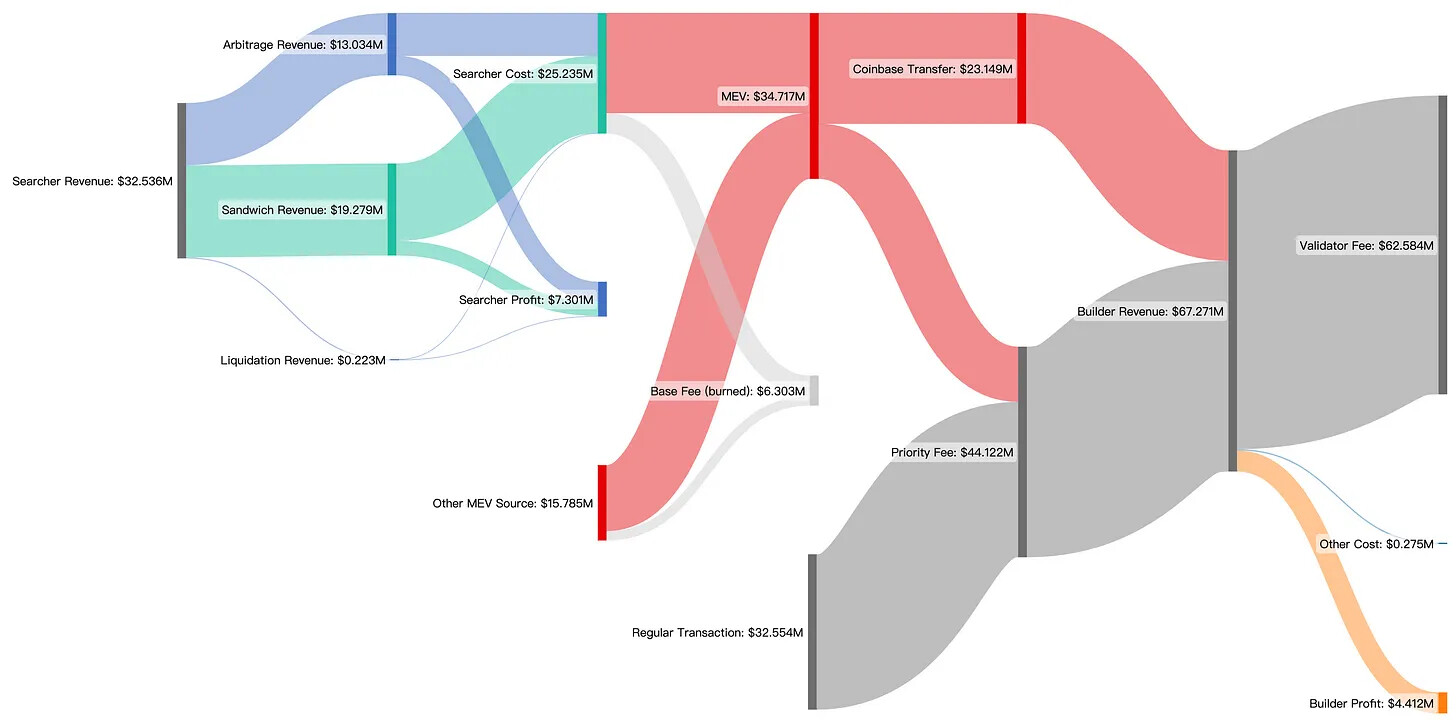 Arbitrage Revenue: $13.034M
Searcher Cost: $25.235M
Coinbase Transfer: $23.149M
MEV: $34.717M
Searcher Revenue: $32.536M
Sandwich Revenue: $19.279M
Validator Fee: $62.584M
Searcher Profit: $7.301M
Builder Revenue: $67.271M
Liquidation Revenue: $0.223M
Base Fee (burned): $6.303M
Priority Fee: $44.122M
Other MEV Source: $15.785M
Other Cost: $0.275M
Regular Transaction: $32.554M
Builder Profit: $4.412M